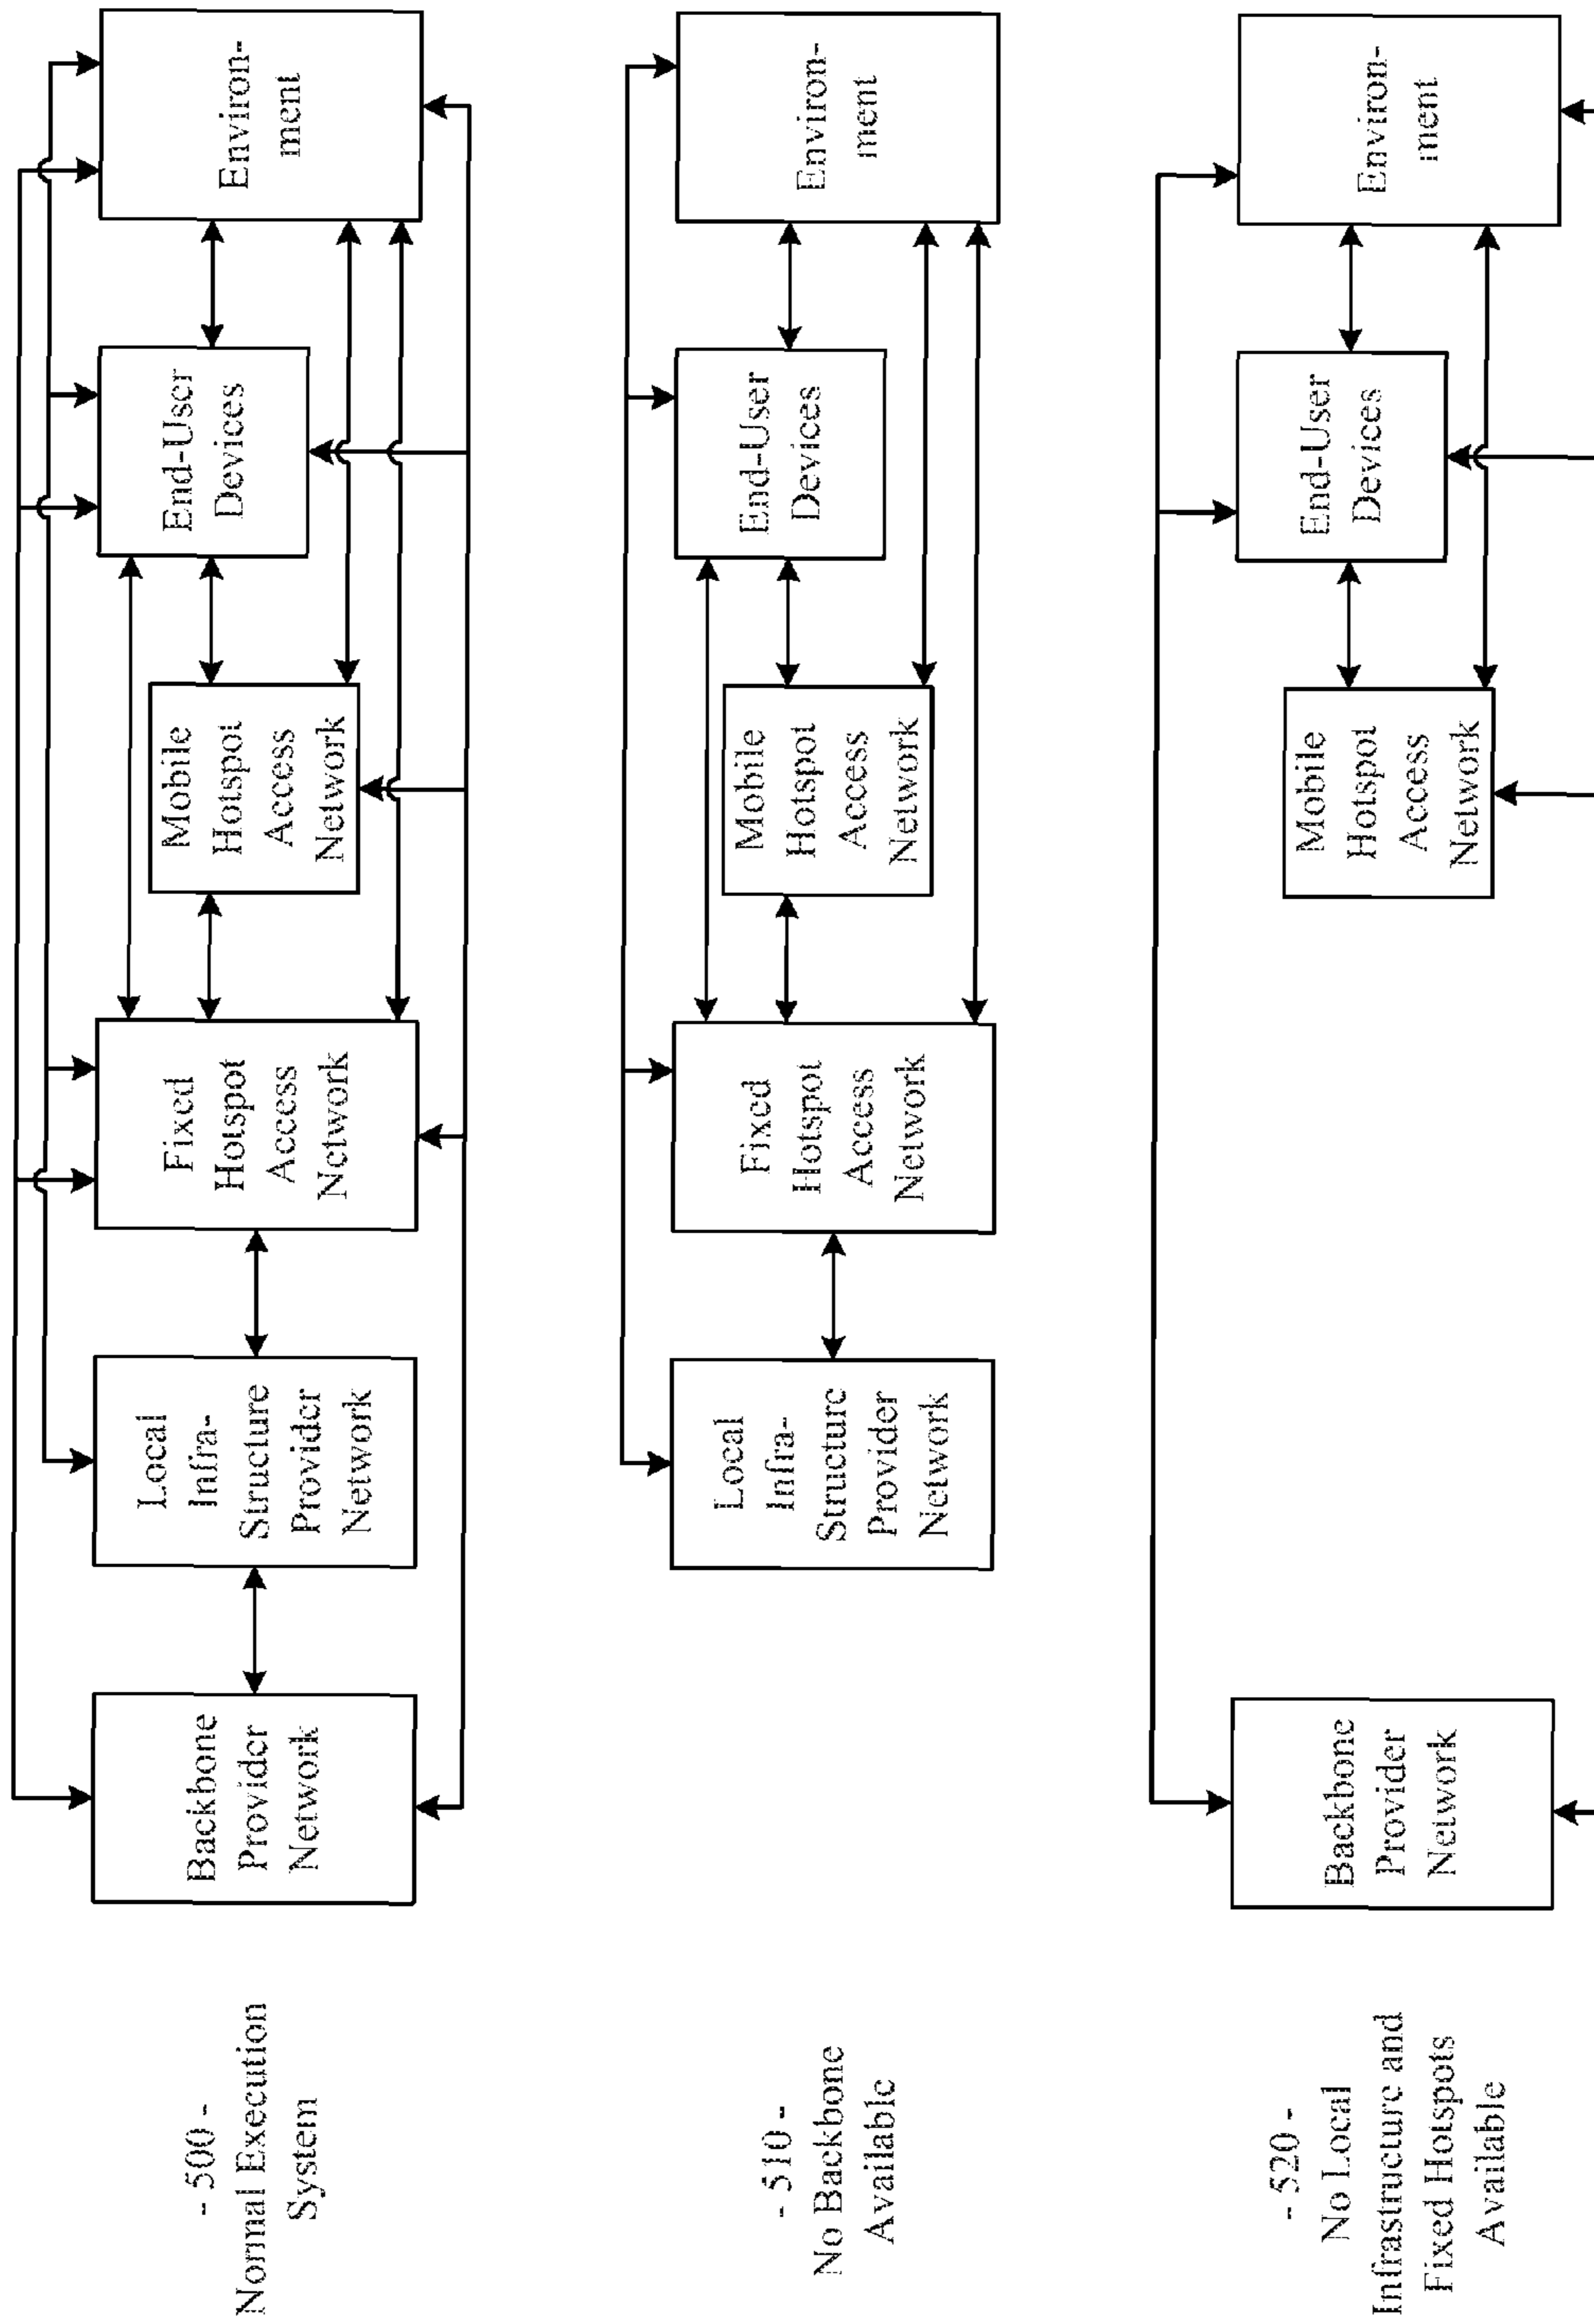 - 500 -
Normal Execution
System
Backbone
Provider
Network
Local
Infra-
Structure
Provider
Network
Fixed
Hotspot
Access
Network
Mobile
Hotspot
Access
Network
End-User
Devices
Environ-
ment
- 510 -
No Backbone
Available
Local
Infra-
Structure
Provider
Network
Fixed
Hotspot
Access
Network
Mobile
Hotspot
Access
Network
End-User
Devices
Environ-
ment
- 520 -
No Local
Infrastructure and
Fixed Hotspots
Available
Backbone
Provider
Network
Mobile
Hotspot
Access
Network
End-User
Devices
Environ-
ment